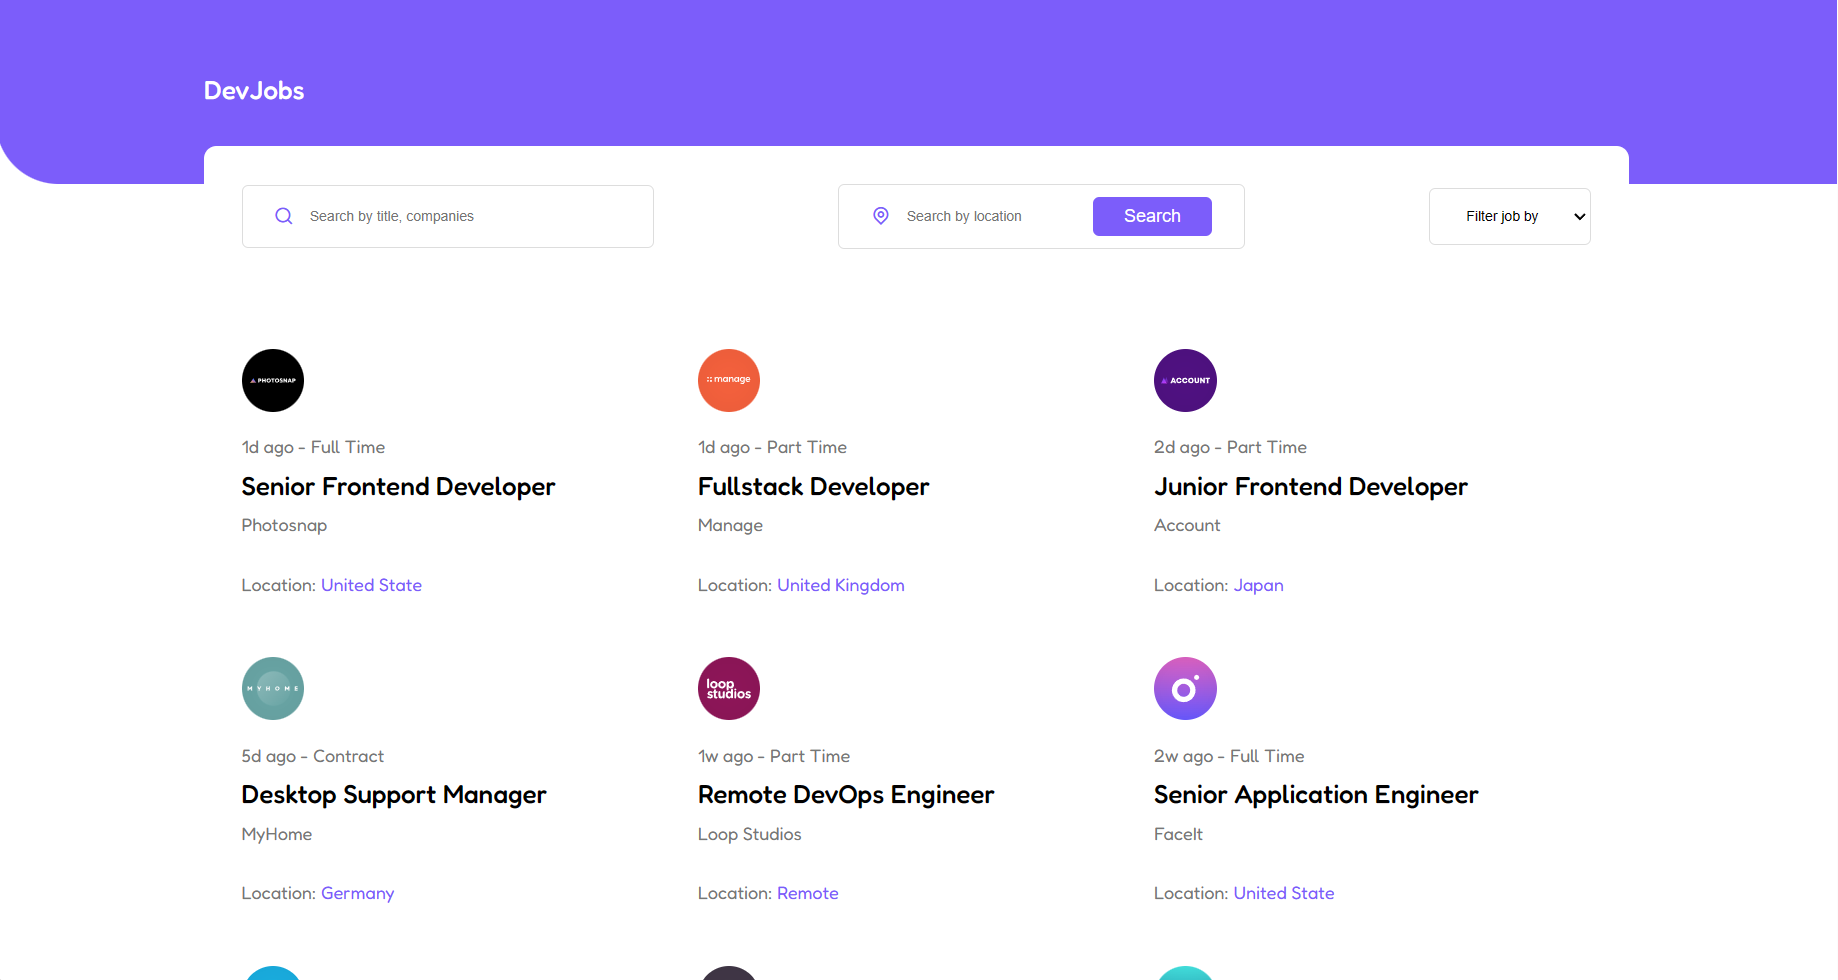 DevJobs
Search by title, companies
Search by location
Search
Filter job by
PHOTOSNAP
1d ago - Full Time
Senior Frontend Developer
Photosnap
Location: United State
manage
1d ago - Part Time
Fullstack Developer
Manage
Location: United Kingdom
ACCOUNT
2d ago - Part Time
Junior Frontend Developer
Account
Location: Japan
MYHOME
5d ago - Contract
Desktop Support Manager
MyHome
Location: Germany
loop
studios
1w ago - Part Time
Remote DevOps Engineer
Loop Studios
Location: Remote
2w ago - Full Time
Senior Application Engineer
FaceIt
Location: United State